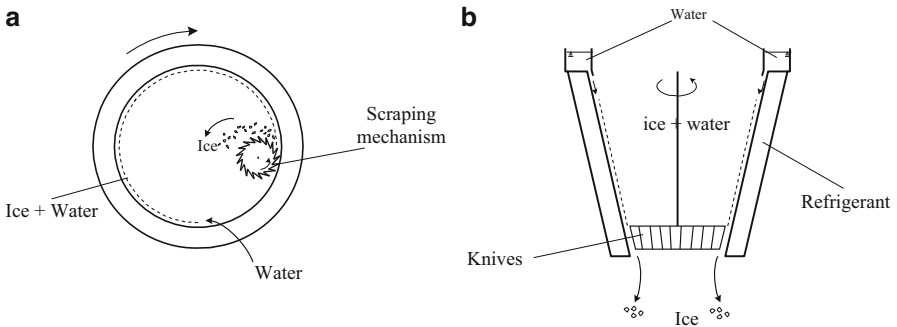 a
Scraping
mechanism
Ice
Ice + Water
Water
b
Water
ice + water
Refrigerant
Knives
Ice